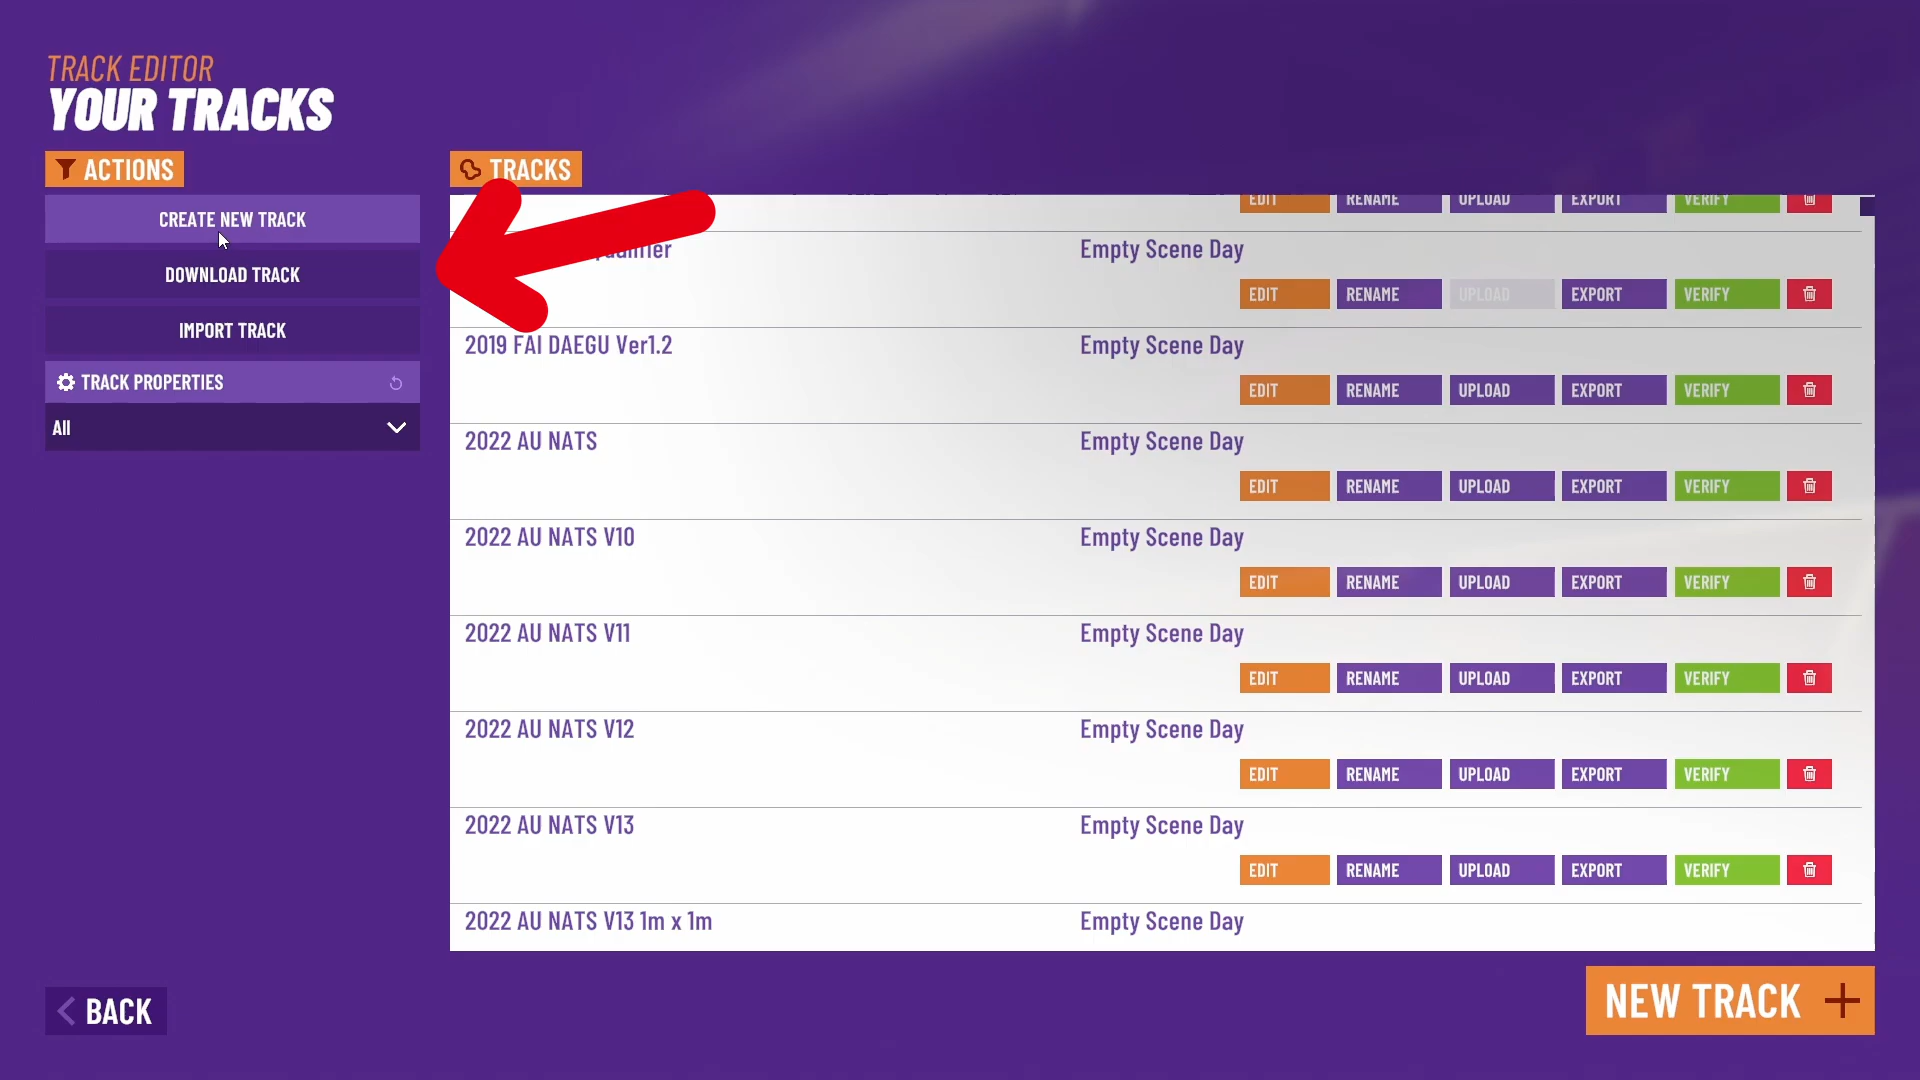 TRACK EDITOR
YOUR TRACKS
ACTIONS
TRACKS
CREATE NEW TRACK
DOWNLOAD TRACK
IMPORT TRACK
TRACK PROPERTIES
All
EDIT RENAME UPLOAD EXPORT VERIFY
Empty Scene Day
EDIT RENAME UPLOAD EXPORT VERIFY
2019 FAI DAEGU Ver1.2 Empty Scene Day
EDIT RENAME UPLOAD EXPORT VERIFY
2022 AU NATS Empty Scene Day
EDIT RENAME UPLOAD EXPORT VERIFY
2022 AU NATS V10 Empty Scene Day
EDIT RENAME UPLOAD EXPORT VERIFY
2022 AU NATS V11 Empty Scene Day
EDIT RENAME UPLOAD EXPORT VERIFY
2022 AU NATS V12 Empty Scene Day
EDIT RENAME UPLOAD EXPORT VERIFY
2022 AU NATS V13 Empty Scene Day
EDIT RENAME UPLOAD EXPORT VERIFY
2022 AU NATS V13 1m x 1m Empty Scene Day
BACK
NEW TRACK